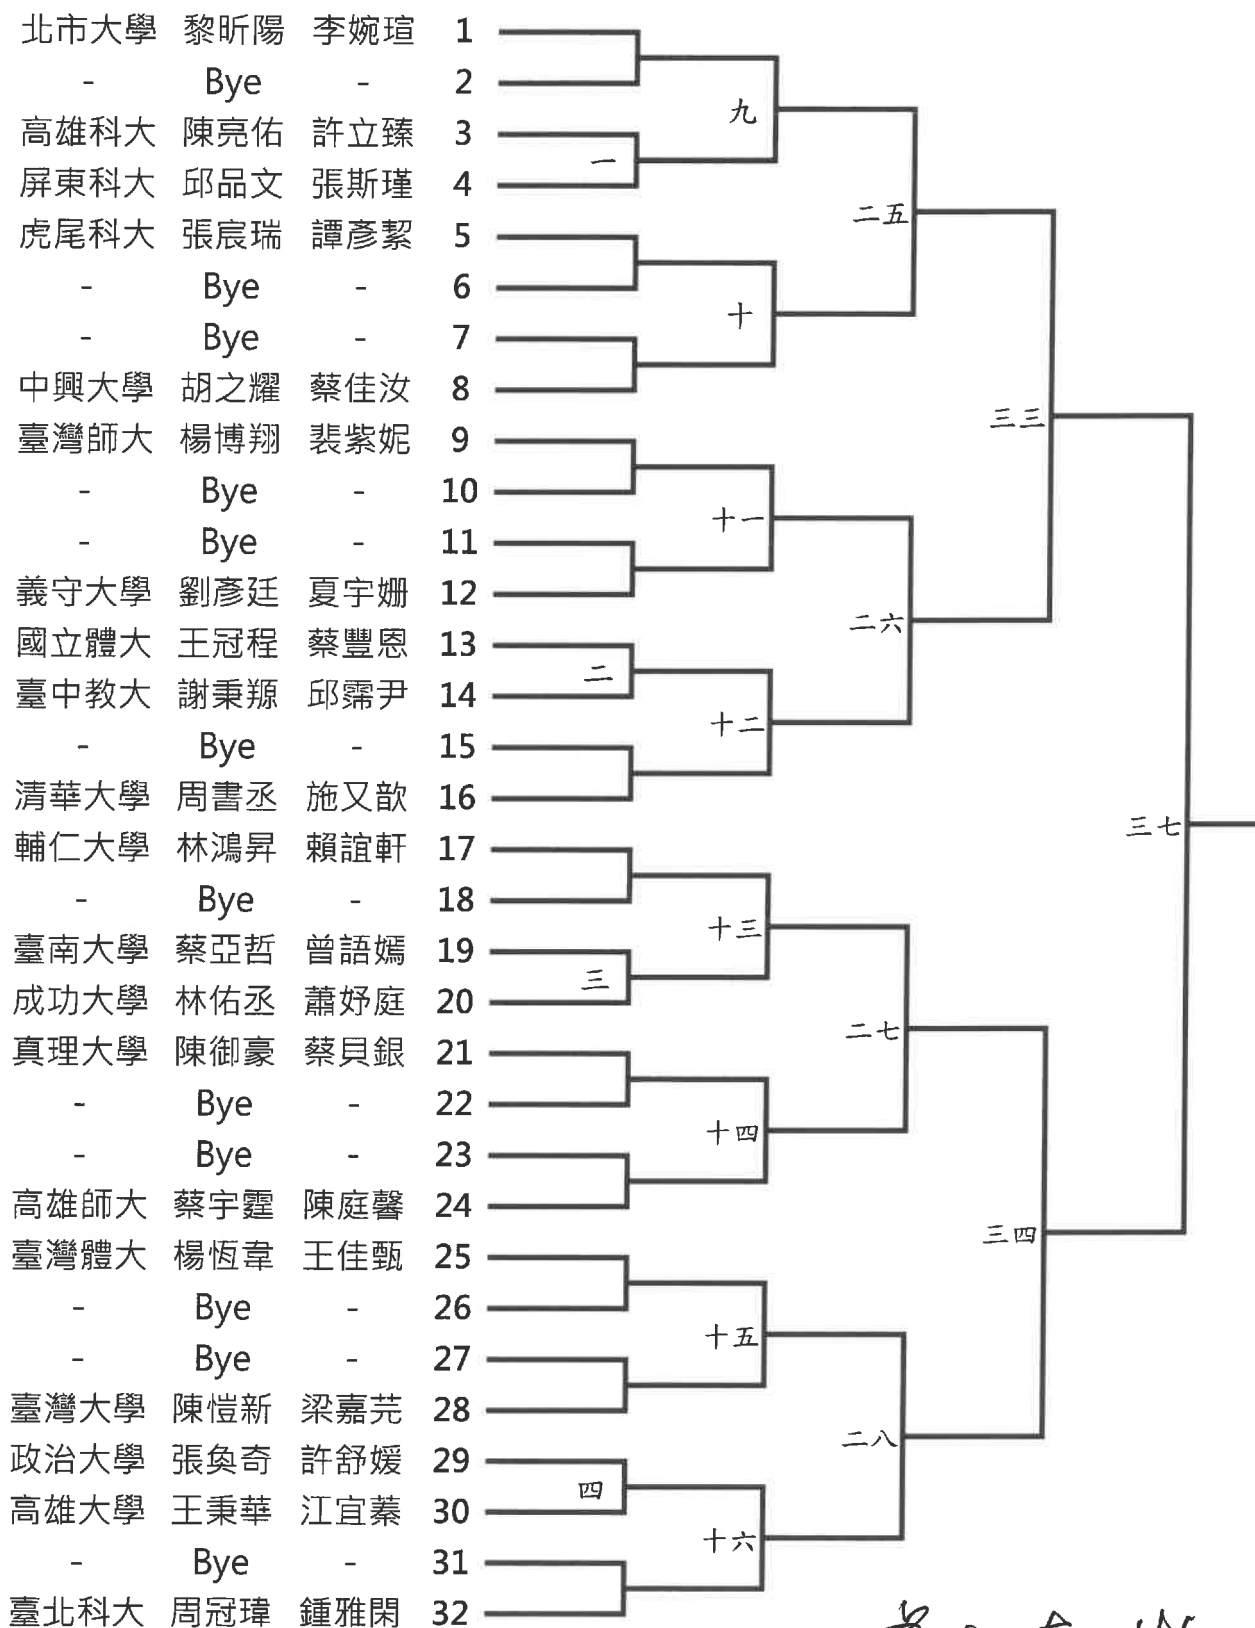 北市大學 黎昕陽 李婉瑄 1
- Bye - 2
九
高雄科大 陳亮佑 許立臻 3
一
屏東科大 邱品文 張斯瑾 4
二五
虎尾科大 張宸瑞 譚彥絜 5
- Bye - 6
十
- Bye - 7
中興大學 胡之耀 蔡佳汝 8
三三
臺灣師大 楊博翔 裴紫妮 9
- Bye - 10
十一
- Bye - 11
義守大學 劉彥廷 夏宇姍 12
二六
國立體大 王冠程 蔡豐恩 13
二
臺中教大 謝秉羱 邱霈尹 14
十二
- Bye - 15
清華大學 周書丞 施又歆 16
三七
輔仁大學 林鴻昇 賴誼軒 17
- Bye - 18
十三
臺南大學 蔡亞哲 曾語嫣 19
三
成功大學 林佑丞 蕭妤庭 20
二七
真理大學 陳御豪 蔡貝銀 21
- Bye - 22
十四
- Bye - 23
高雄師大 蔡宇霆 陳庭馨 24
三四
臺灣體大 楊恆韋 王佳甄 25
- Bye - 26
十五
- Bye - 27
臺灣大學 陳愷新 梁嘉芫 28
二八
政治大學 張奐奇 許舒媛 29
四
高雄大學 王秉華 江宜蓁 30
十六
- Bye - 31
臺北科大 周冠瑋 鍾雅閑 32